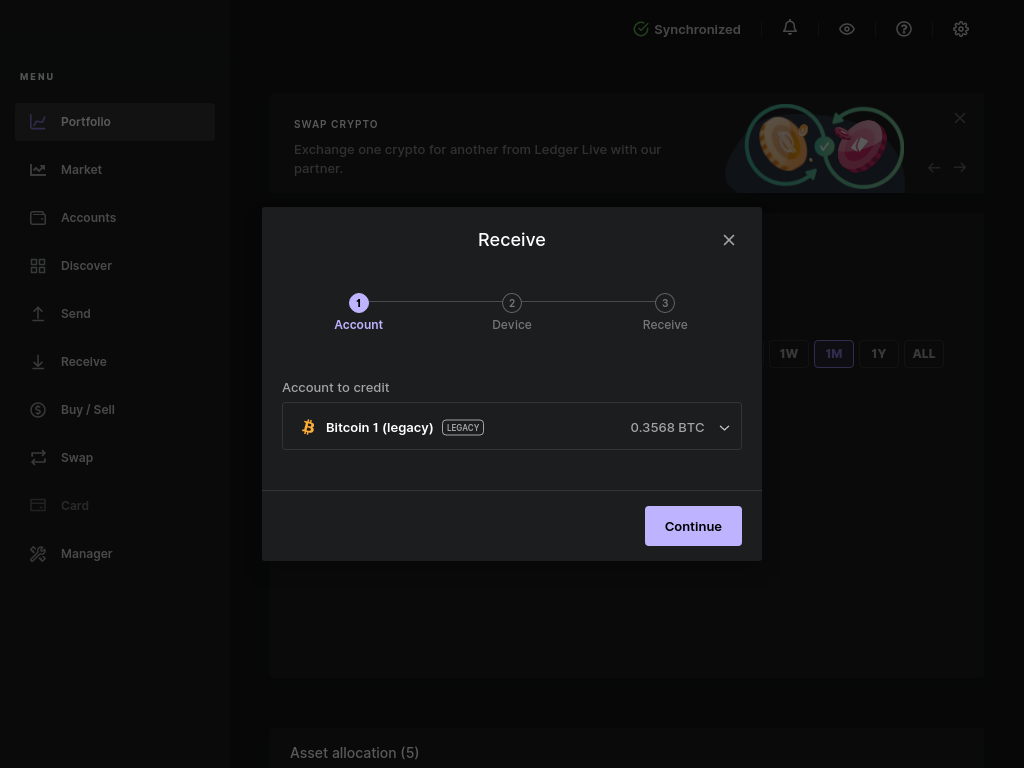 Synchronized
MENU
Portfolio
Market
Accounts
Discover
Send
Receive
Buy / Sell
Swap
Card
Manager
SWAP CRYPTO
Exchange one crypto for another from Ledger Live with our
partner.
1W
1M
1Y
ALL
Receive
1
2
3
Account
Device
Receive
Account to credit
Bitcoin 1 (legacy)
LEGACY
0.3568 BTC
Continue
Asset allocation (5)